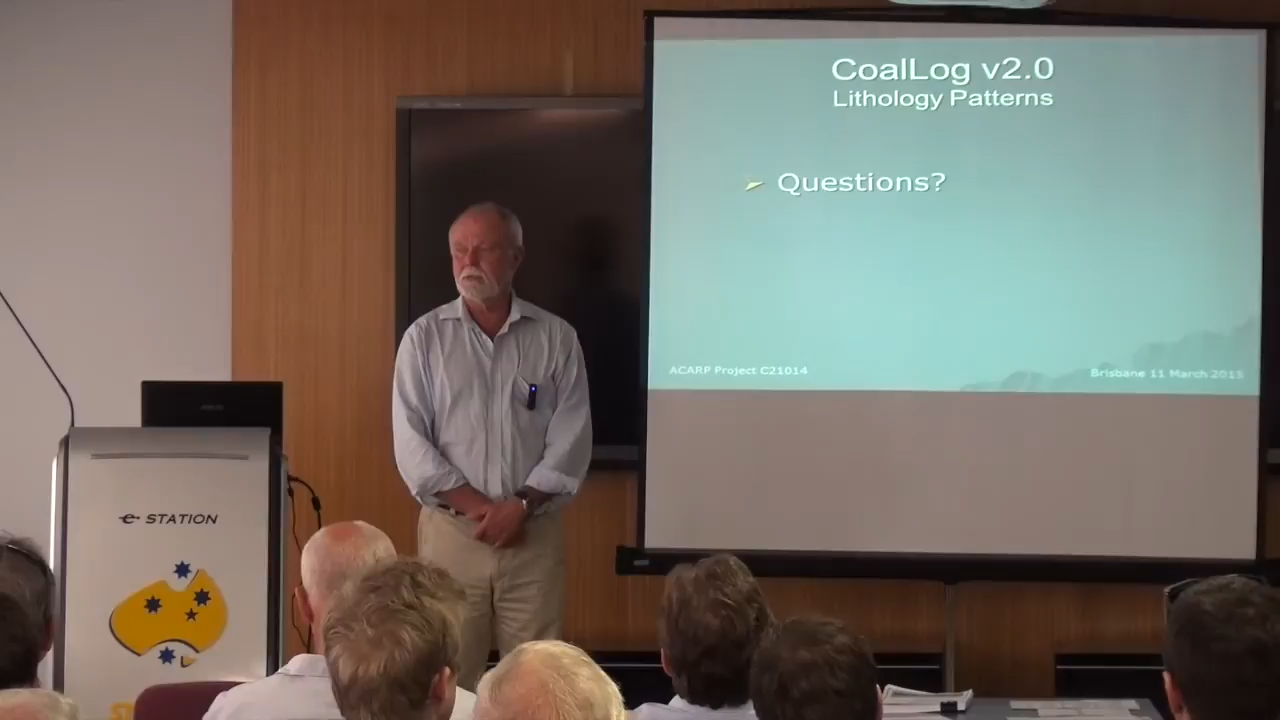 CoalLog v2.0
Lithology Patterns
Questions?
ACARP Project C21014
Brisbane 11 March 2015
e STATION